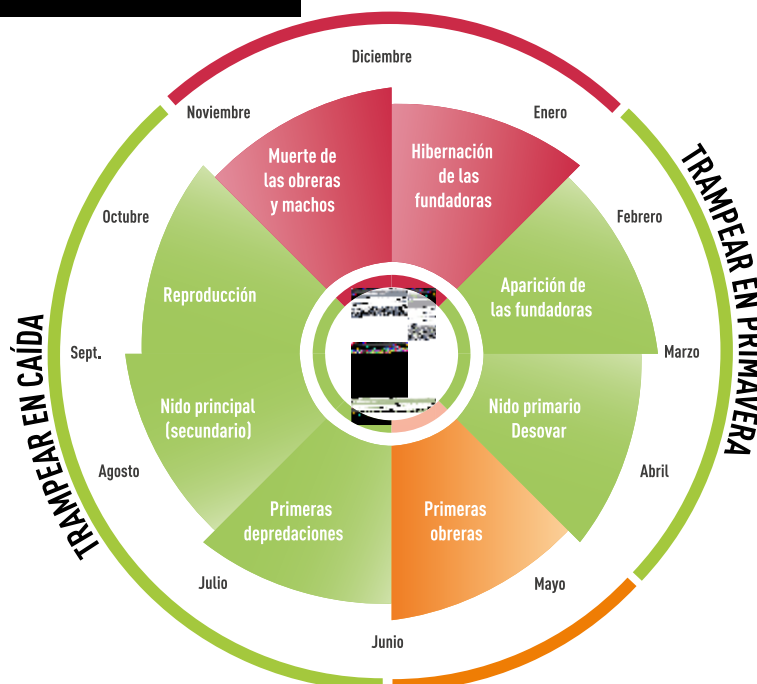 Diciembre
Enero
Febrero
Marzo
Abril
Mayo
Junio
Julio
Agosto
Sept.
Octubre
Noviembre
Hibernación
de las
fundadoras
Aparición de
las fundadoras
Nido primario
Desovar
Primeras
obreras
Primeras
depredaciones
Nido principal
(secundario)
Reproducción
Muerte de
las obreras
y machos
TRAMPEAR EN PRIMAVERA
TRAMPEAR EN CAÍDA